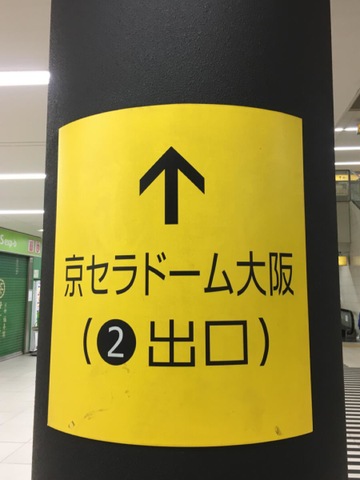 ↑
京セラドーム大阪
(2 出口)